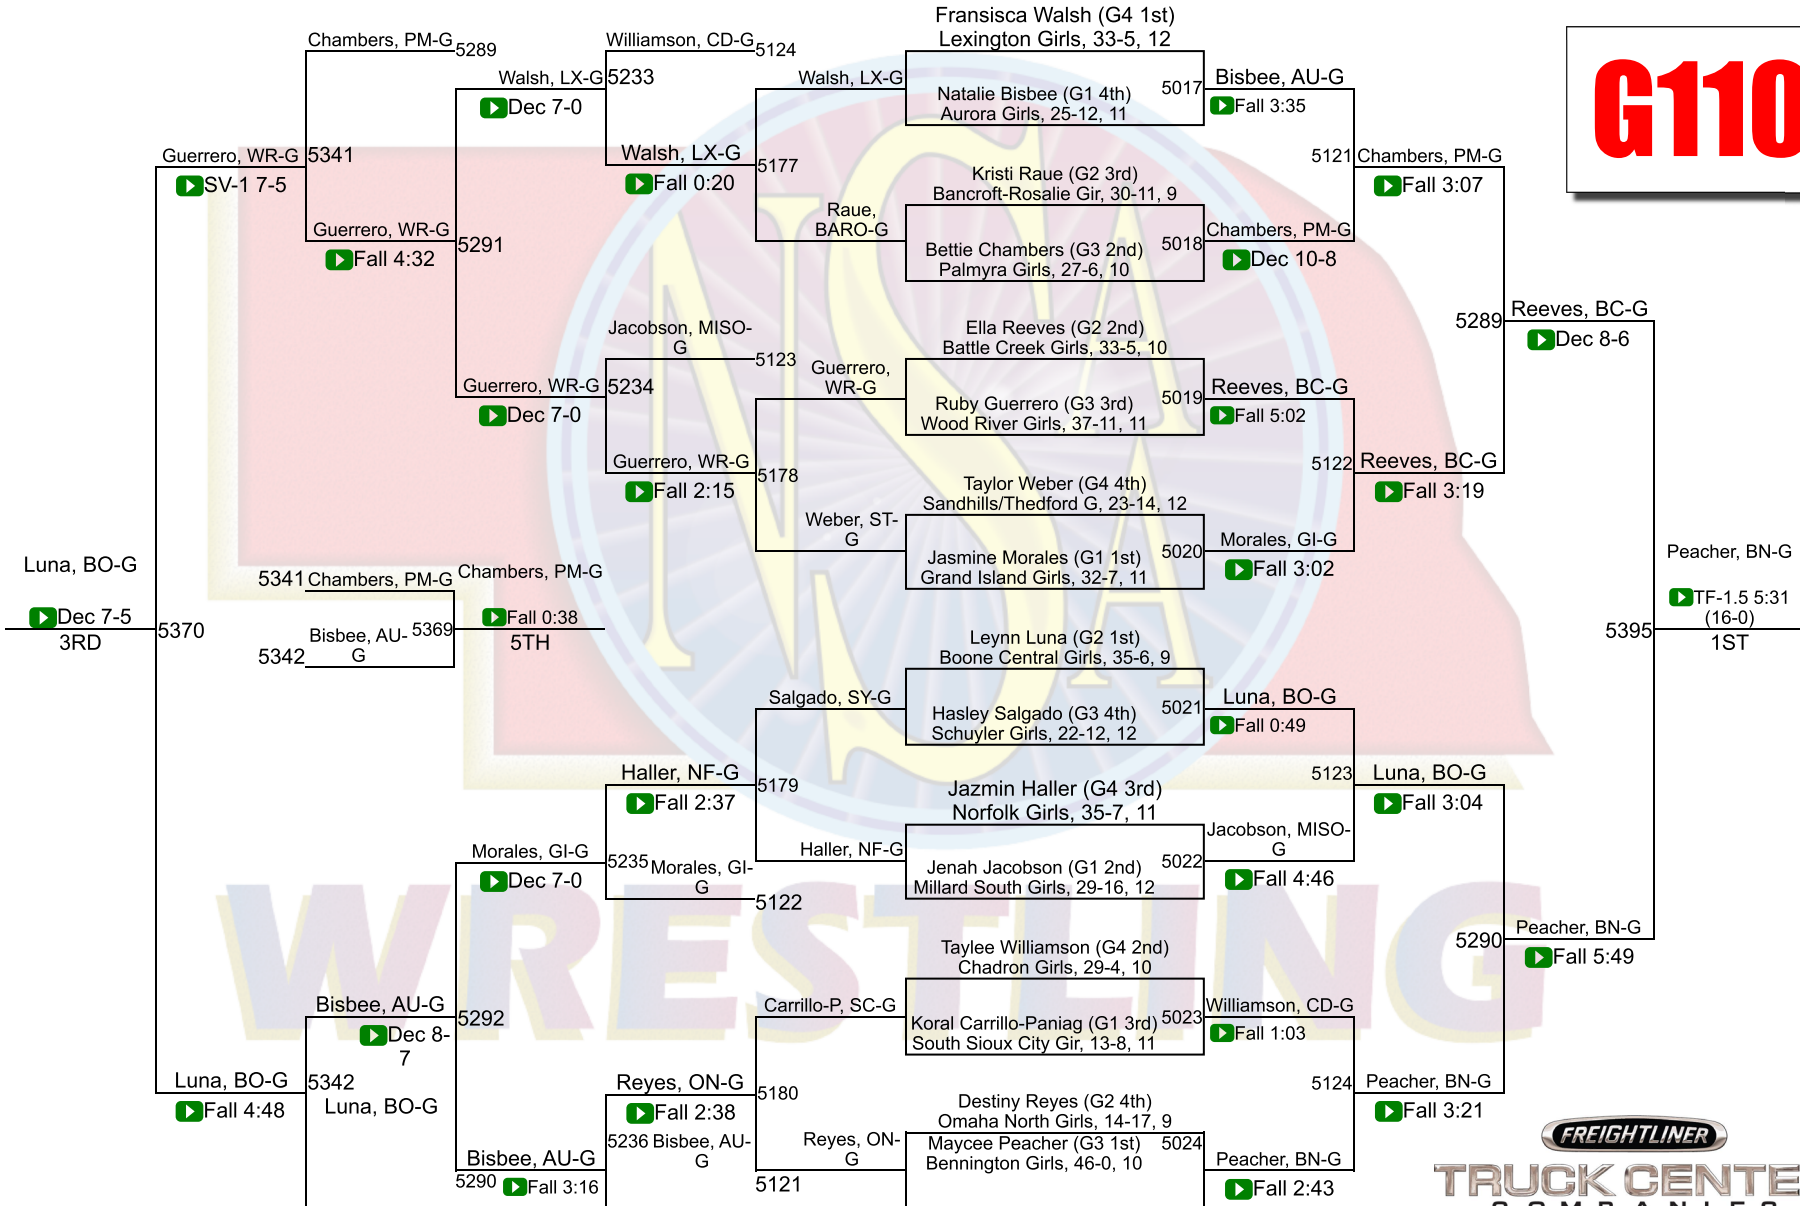 Fransisca Walsh (G4 1st)
Lexington Girls, 33-5, 12
Chambers, PM-G
5289
Williamson, CD-G
5124
Walsh, LX-G
5233
Dec 7-0
Walsh, LX-G
Natalie Bisbee (G1 4th)
Aurora Girls, 25-12, 11
5017
Bisbee, AU-G
Fall 3:35
G110
Guerrero, WR-G
5341
SV-1 7-5
Walsh, LX-G
5177
Fall 0:20
Kristi Raue (G2 3rd)
Bancroft-Rosalie Gir, 30-11, 9
5121
Chambers, PM-G
Fall 3:07
Guerrero, WR-G
5291
Fall 4:32
Raue,
BARO-G
Bettie Chambers (G3 2nd)
Palmyra Girls, 27-6, 10
5018
Chambers, PM-G
Dec 10-8
Jacobson, MISO-
G
5123
Ella Reeves (G2 2nd)
Battle Creek Girls, 33-5, 10
5289
Reeves, BC-G
Dec 8-6
Guerrero, WR-G
5234
Dec 7-0
Guerrero,
WR-G
Ruby Guerrero (G3 3rd)
Wood River Girls, 37-11, 11
5019
Reeves, BC-G
Fall 5:02
Guerrero, WR-G
5178
Fall 2:15
Taylor Weber (G4 4th)
Sandhills/Thedford G, 23-14, 12
5122
Reeves, BC-G
Fall 3:19
Weber, ST-
G
Jasmine Morales (G1 1st)
Grand Island Girls, 32-7, 11
5020
Morales, GI-G
Fall 3:02
Luna, BO-G
Dec 7-5
3RD
5370
5341
Chambers, PM-G
Bisbee, AU-
G
5342
5369
Chambers, PM-G
Fall 0:38
5TH
Peacher, BN-G
TF-1.5 5:31
(16-0)
1ST
5395
Leynn Luna (G2 1st)
Boone Central Girls, 35-6, 9
Salgado, SY-G
Hasley Salgado (G3 4th)
Schuyler Girls, 22-12, 12
5021
Luna, BO-G
Fall 0:49
Haller, NF-G
5179
Fall 2:37
Jazmin Haller (G4 3rd)
Norfolk Girls, 35-7, 11
5123
Luna, BO-G
Fall 3:04
Morales, GI-G
5235
Dec 7-0
Morales, GI-
G
5122
Haller, NF-G
Jenah Jacobson (G1 2nd)
Millard South Girls, 29-16, 12
5022
Jacobson, MISO-
G
Fall 4:46
NSAA
WRESTLING
Taylee Williamson (G4 2nd)
Chadron Girls, 29-4, 10
5290
Peacher, BN-G
Fall 5:49
Bisbee, AU-G
5292
Dec 8-
7
Carrillo-P, SC-G
Koral Carrillo-Paniag (G1 3rd)
South Sioux City Gir, 13-8, 11
5023
Williamson, CD-G
Fall 1:03
Luna, BO-G
5342
Fall 4:48
Luna, BO-G
Reyes, ON-G
5180
Fall 2:38
Destiny Reyes (G2 4th)
Omaha North Girls, 14-17, 9
5124
Peacher, BN-G
Fall 3:21
Bisbee, AU-G
5290
Fall 3:16
5236
Bisbee, AU-
G
5121
Reyes, ON-
G
Maycee Peacher (G3 1st)
Bennington Girls, 46-0, 10
5024
Peacher, BN-G
Fall 2:43
FREIGHTLINER
TRUCK CENTE